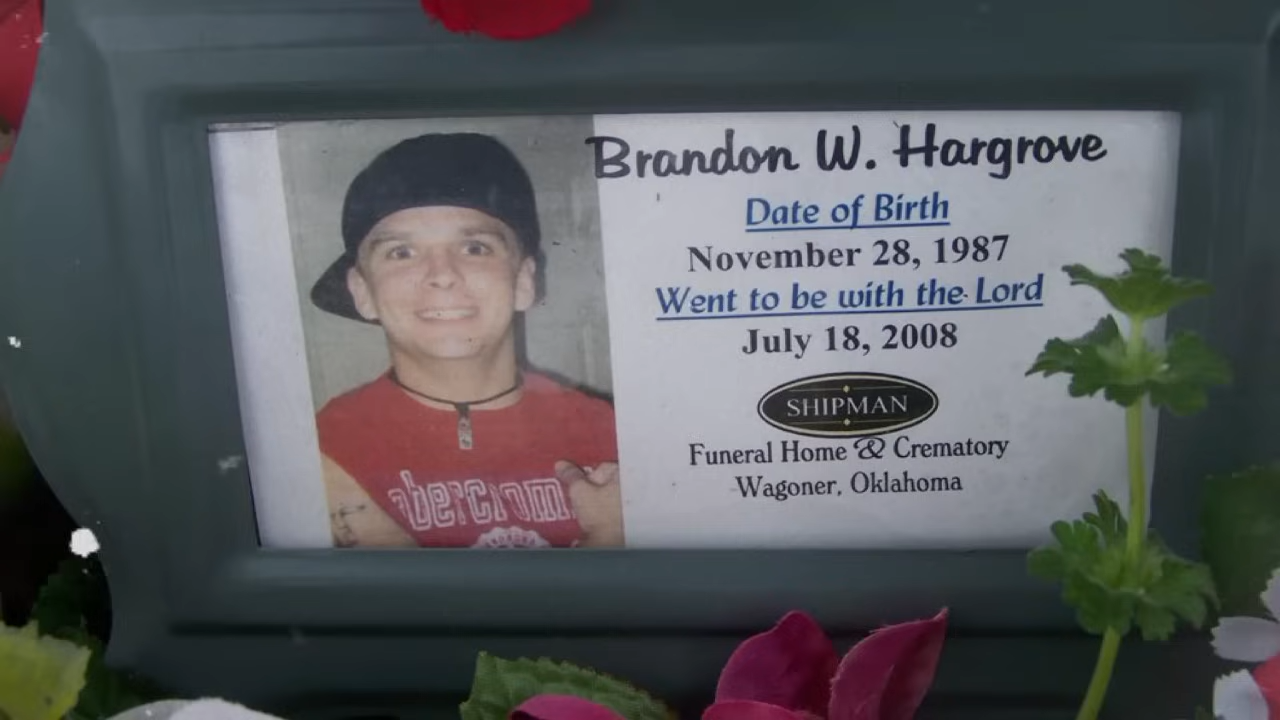 Brandon W. Hargrove
Date of Birth
November 28, 1987
Went to be with the Lord
July 18, 2008
SHIPMAN
Funeral Home & Crematory
Wagoner, Oklahoma
abercrom